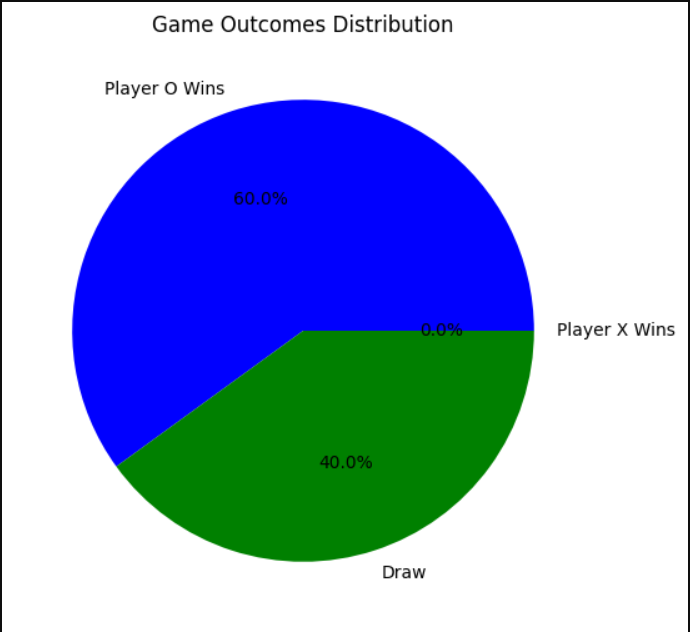 Game Outcomes Distribution
Player O Wins
60.0%
0.0%
Player X Wins
40.0%
Draw